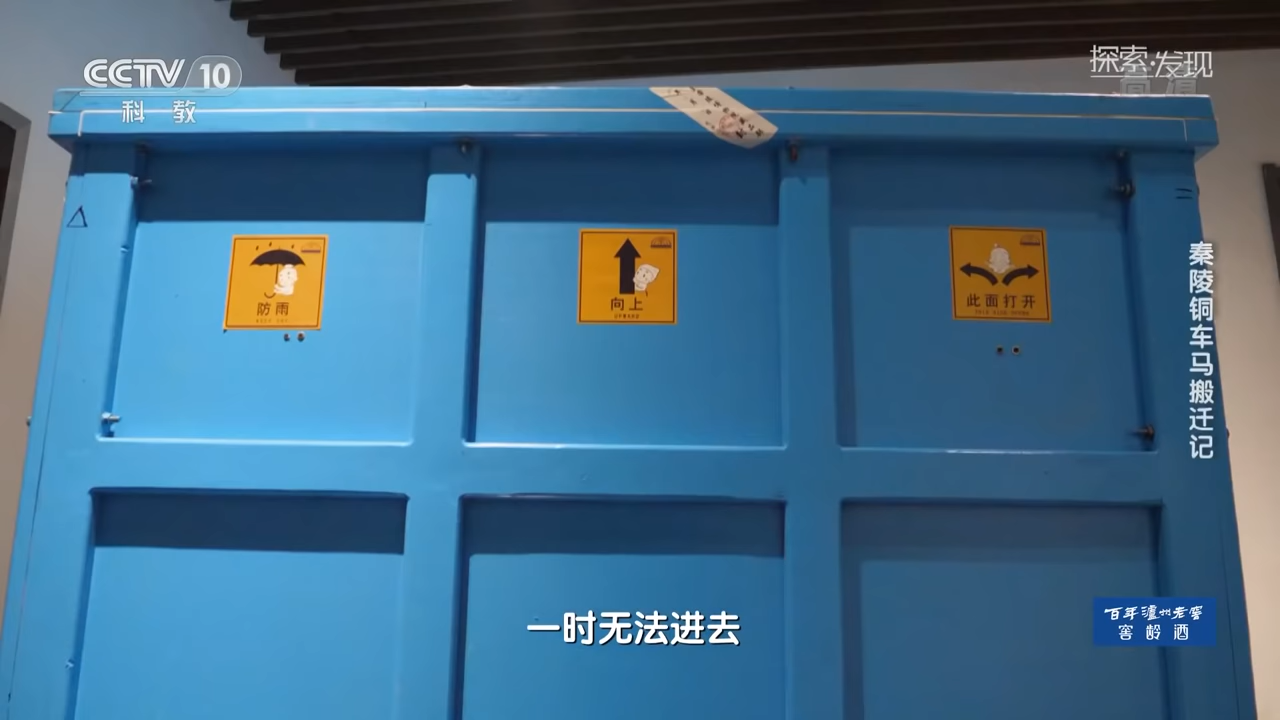 CCTV 10
科教
探索·发现
高清
防雨
向上
此面打开
秦陵铜车马搬迁记
一时无法进去
百年泸州老窖
窖龄酒